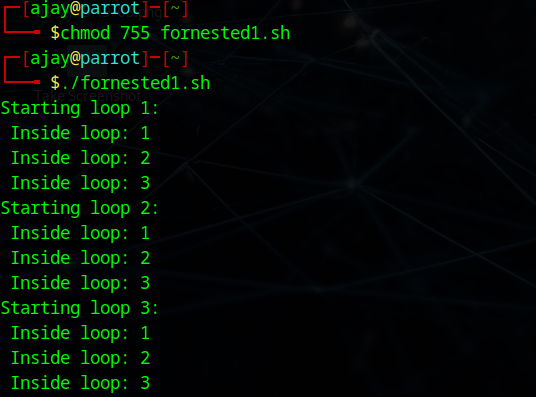 [ajay@parrot]-[~]
$chmod 755 fornested1.sh
[ajay@parrot]-[~]
$./fornested1.sh
Take Screenshot
Starting loop 1:
Inside loop: 1
Inside loop: 2
Inside loop: 3
Starting loop 2:
Inside loop: 1
Inside loop: 2
Inside loop: 3
Starting loop 3:
Inside loop: 1
Inside loop: 2
Inside loop: 3